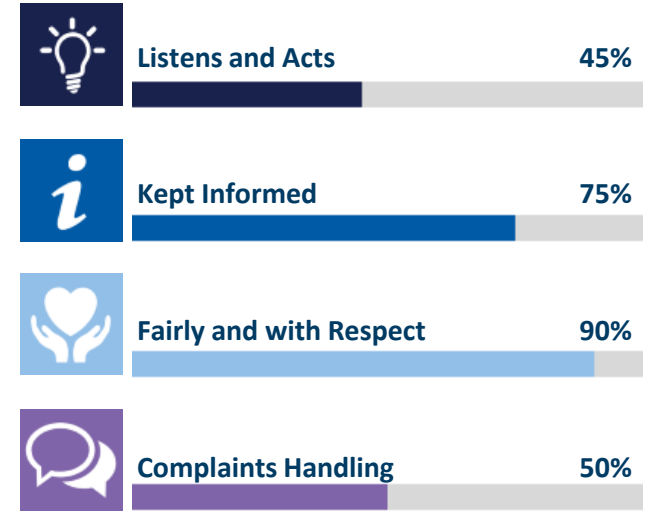 Listens and Acts 45%
Kept Informed 75%
Fairly and with Respect 90%
Complaints Handling 50%